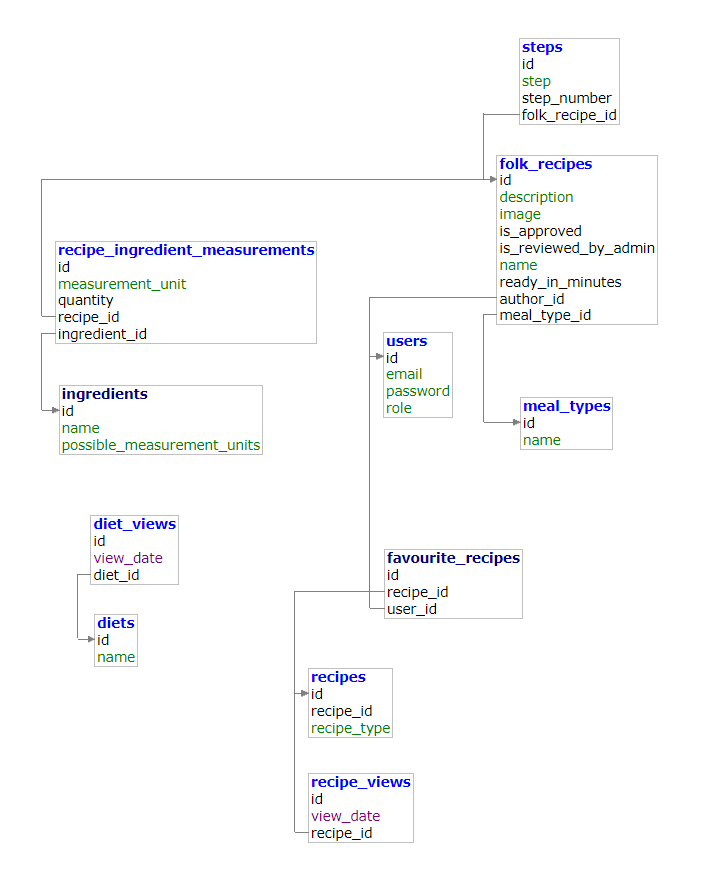 steps
id
step
step_number
folk_recipe_id
folk_recipes
id
description
image
is_approved
is_reviewed_by_admin
name
ready_in_minutes
author_id
meal_type_id
recipe_ingredient_measurements
id
measurement_unit
quantity
recipe_id
ingredient_id
users
id
email
password
role
ingredients
id
name
possible_measurement_units
meal_types
id
name
diet_views
id
view_date
diet_id
favourite_recipes
id
recipe_id
user_id
diets
id
name
recipes
id
recipe_id
recipe_type
recipe_views
id
view_date
recipe_id